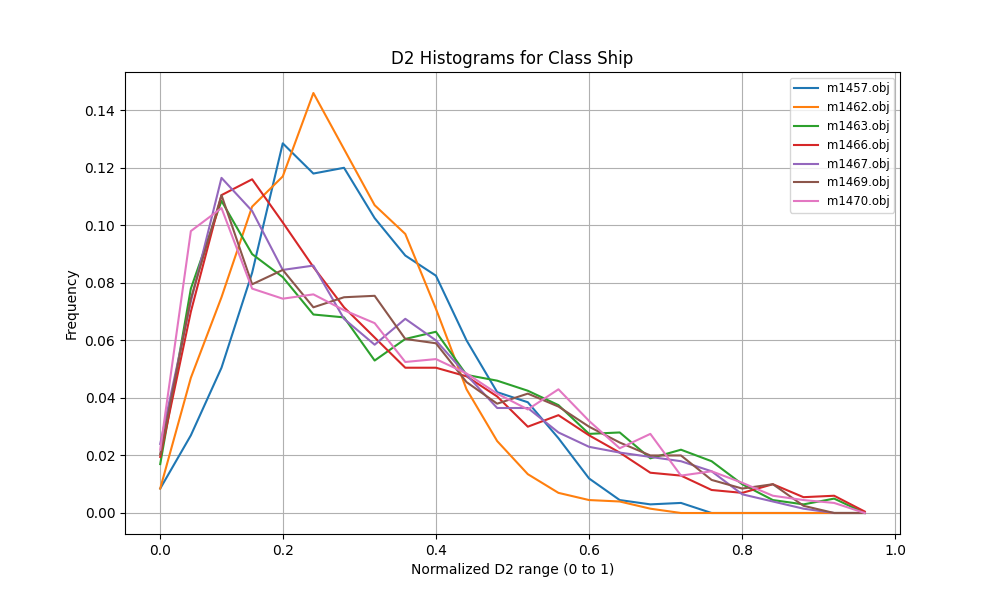 D2 Histograms for Class Ship
m1457.obj
m1462.obj
m1463.obj
m1466.obj
m1467.obj
m1469.obj
m1470.obj
Frequency
0.14
0.12
0.10
0.08
0.06
0.04
0.02
0.00
0.0 0.2 0.4 0.6 0.8 1.0
Normalized D2 range (0 to 1)